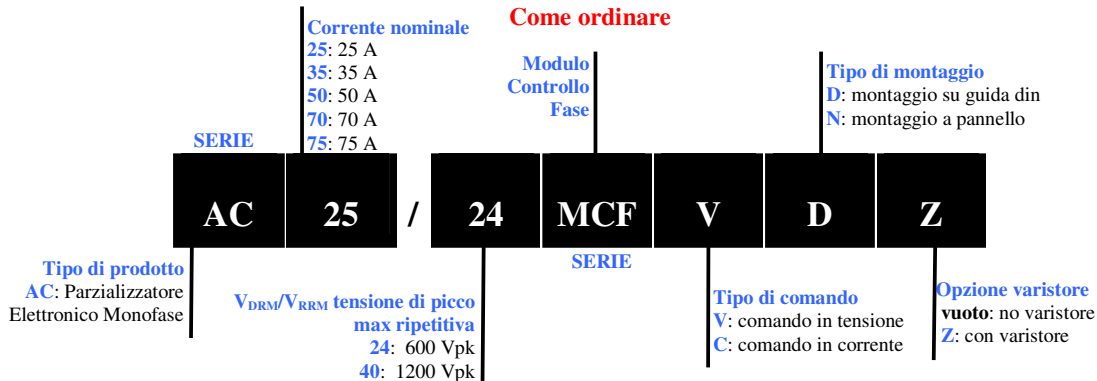 Come ordinare
Corrente nominale
25: 25 A
35: 35 A
50: 50 A
70: 70 A
75: 75 A
Modulo
Controllo
Fase
Tipo di montaggio
D: montaggio su guida din
N: montaggio a pannello
SERIE
AC 25 / 24 MCF V D Z
SERIE
Tipo di prodotto
AC: Parzializzatore
Elettronico Monofase
VDRM/VRRM tensione di picco
max ripetitiva
24: 600 Vpk
40: 1200 Vpk
Tipo di comando
V: comando in tensione
C: comando in corrente
Opzione varistore
vuoto: no varistore
Z: con varistore